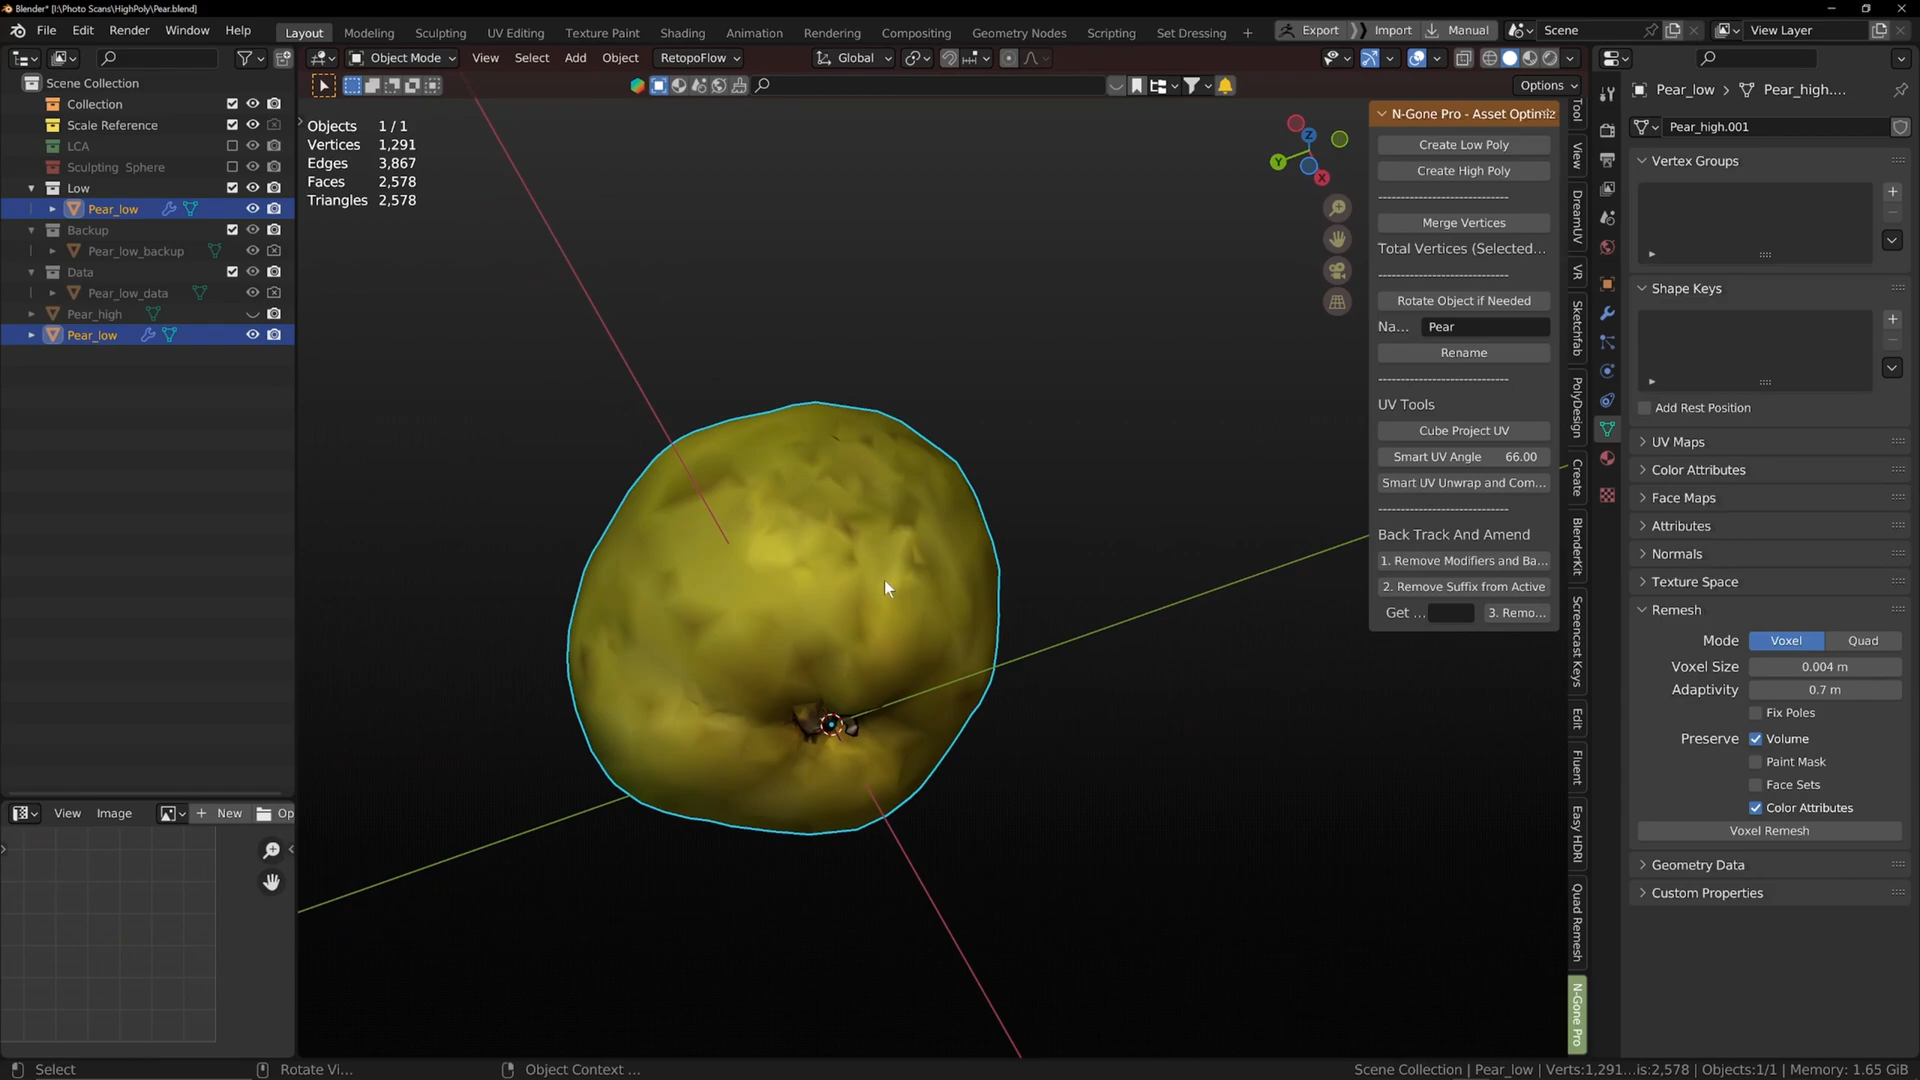 Blender* [I:\Photo Scans\HighPoly\Pear.blend]
File Edit Render Window Help
Layout Modeling Sculpting UV Editing Texture Paint Shading Animation Rendering Compositing Geometry Nodes Scripting Set Dressing +
Export Import Manual Scene View Layer
Object Mode View Select Add Object RetopoFlow Global
Options
Scene Collection
Collection
Scale Reference
LCA
Sculpting Sphere
Low
Pear_low
Backup
Pear_low_backup
Data
Pear_low_data
Pear_high
Pear_low
View Image + New Op
Objects 1 / 1
Vertices 1,291
Edges 3,867
Faces 2,578
Triangles 2,578
Z
Y
X
N-Gone Pro - Asset Optimiz
Create Low Poly
Create High Poly
------------------------------
Merge Vertices
Total Vertices (Selected...
------------------------------
Rotate Object if Needed
Na... Pear
Rename
------------------------------
UV Tools
Cube Project UV
Smart UV Angle 66.00
Smart UV Unwrap and Com...
------------------------------
Back Track And Amend
1. Remove Modifiers and Ba...
2. Remove Suffix from Active
Get ... 3. Remo...
Tool
View
DreamUV
VR
Sketchfab
PolyDesign
Create
BlenderKit
Screencast Keys
Edit
Fluent
Easy HDRI
Quad Remesh
N-Gone Pro
Pear_low > Pear_high....
Pear_high.001
Vertex Groups
Shape Keys
Add Rest Position
UV Maps
Color Attributes
Face Maps
Attributes
Normals
Texture Space
Remesh
Mode Voxel Quad
Voxel Size 0.004 m
Adaptivity 0.7 m
Fix Poles
Preserve Volume
Paint Mask
Face Sets
Color Attributes
Voxel Remesh
Geometry Data
Custom Properties
Select Rotate Vi... Object Context ...
Scene Collection | Pear_low | Verts:1,291...is:2,578 | Objects:1/1 | Memory: 1.65 GiB